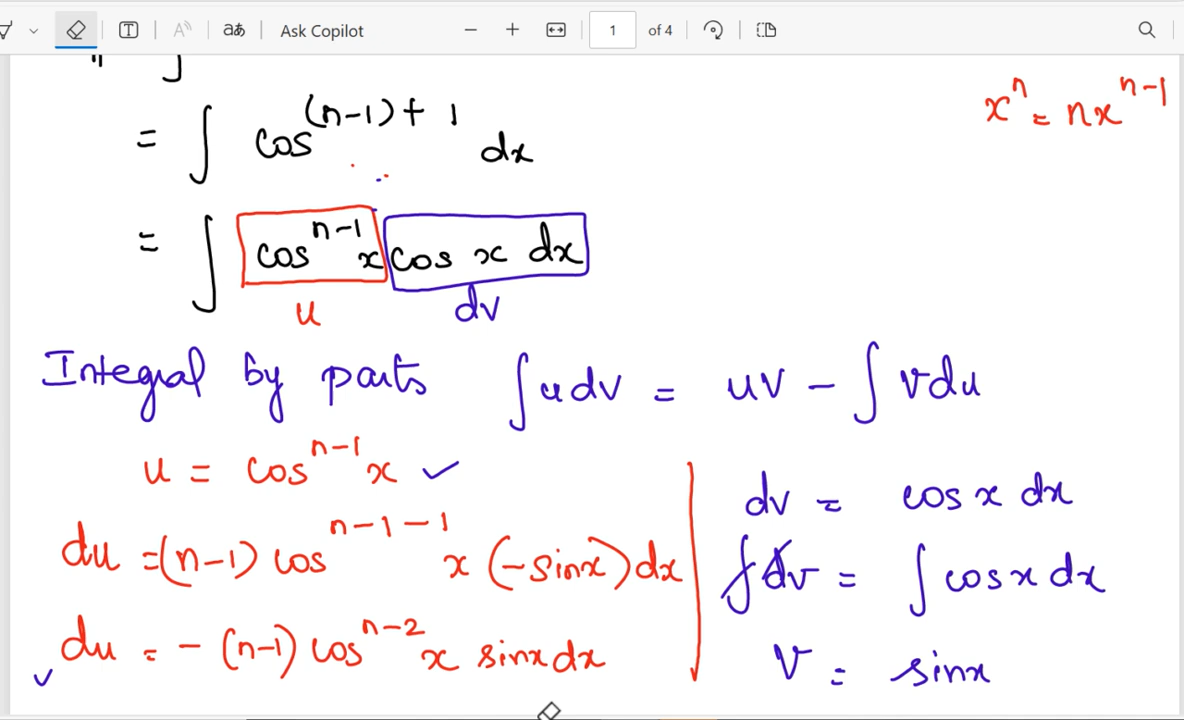 aあ Ask Copilot 1 of 4
= ∫ cos^{(n-1)+1} dx
x^n = nx^{n-1}
= ∫ cos^{n-1} x cos x dx
u dv
Integral by parts ∫ u dv = uv - ∫ v du
u = cos^{n-1} x ✓
dv = cos x dx
du = (n-1) cos^{n-1-1} x (-sinx) dx
∫ dv = ∫ cos x dx
✓ du = - (n-1) cos^{n-2} x sinx dx
V = sinx